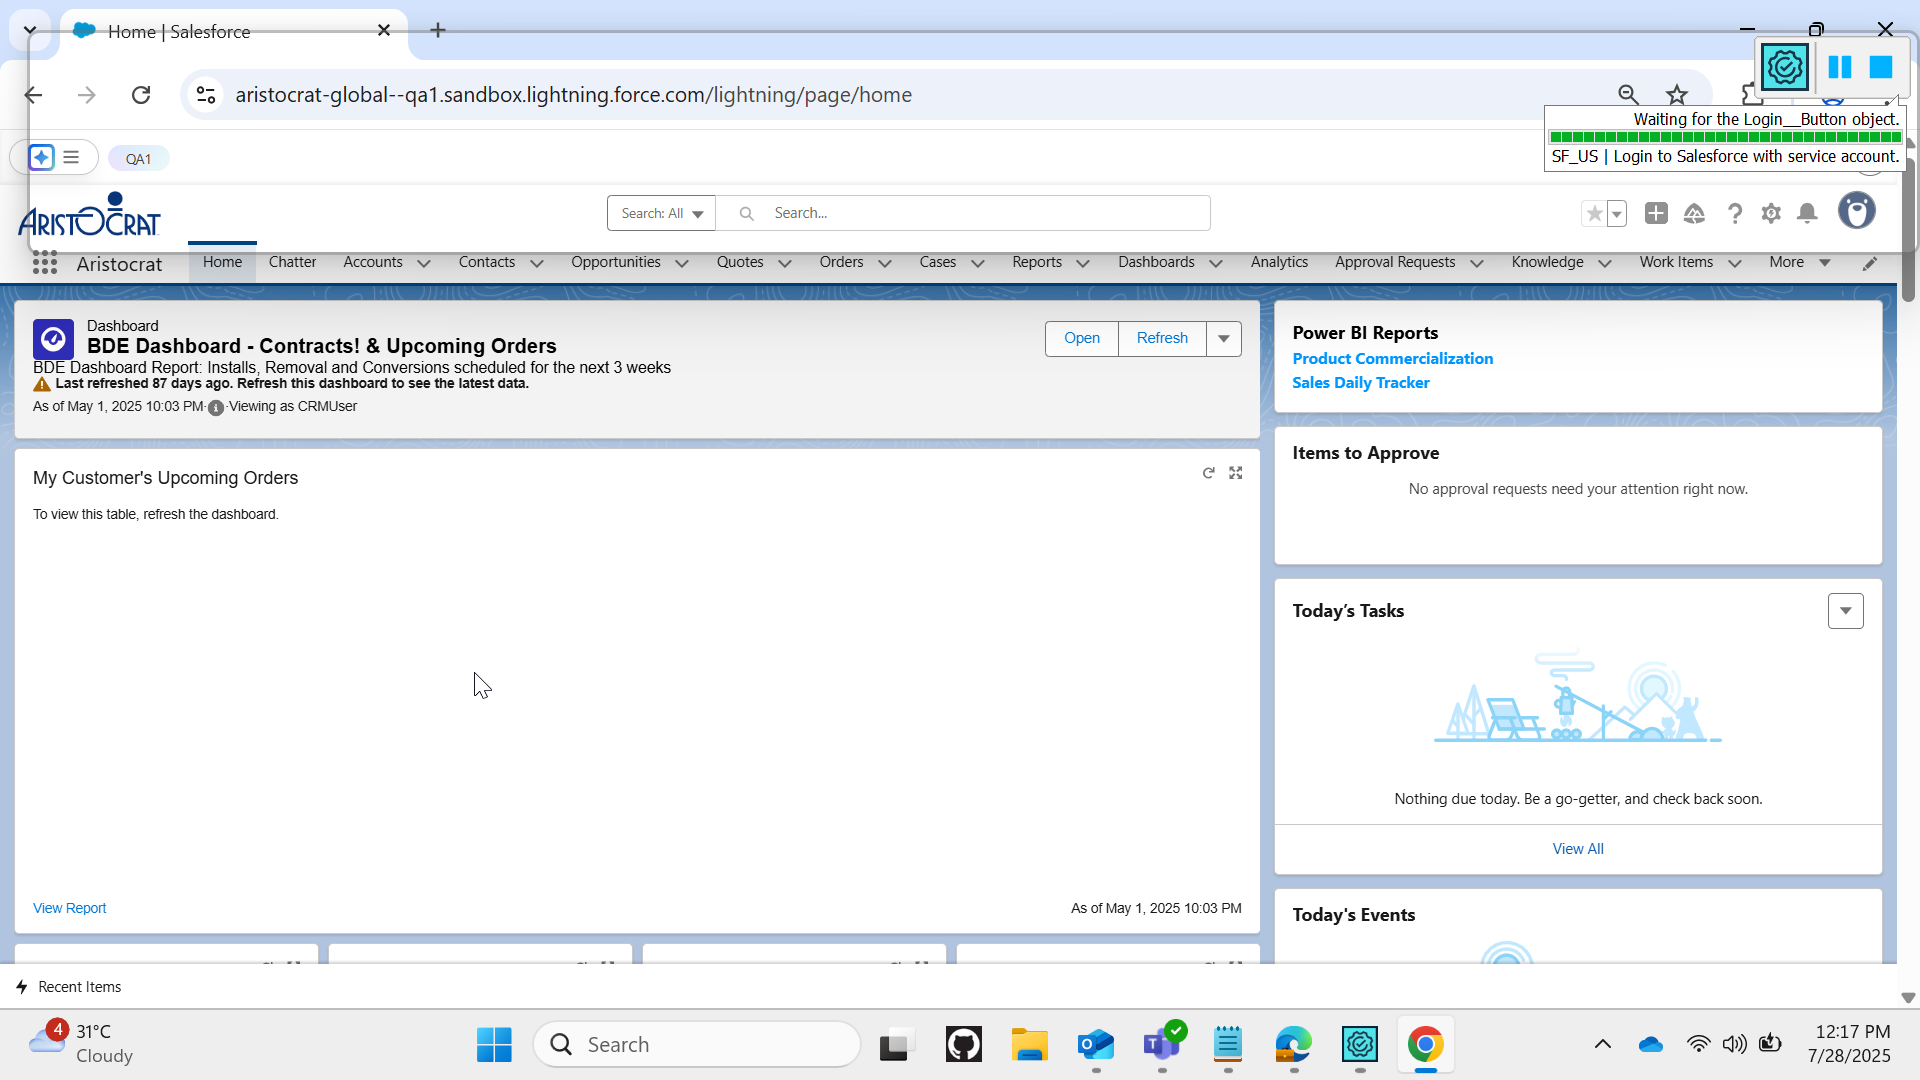 Home | Salesforce
aristocrat-global--qa1.sandbox.lightning.force.com/lightning/page/home
Waiting for the Login__Button object.
SF_US | Login to Salesforce with service account.
QA1
ARISTOCRAT
Search: All
Search...
Aristocrat
Home
Chatter
Accounts
Contacts
Opportunities
Quotes
Orders
Cases
Reports
Dashboards
Analytics
Approval Requests
Knowledge
Work Items
More
Dashboard
BDE Dashboard - Contracts! & Upcoming Orders
BDE Dashboard Report: Installs, Removal and Conversions scheduled for the next 3 weeks
Last refreshed 87 days ago. Refresh this dashboard to see the latest data.
As of May 1, 2025 10:03 PM·Viewing as CRMUser
Open
Refresh
My Customer's Upcoming Orders
To view this table, refresh the dashboard.
View Report
As of May 1, 2025 10:03 PM
Power BI Reports
Product Commercialization
Sales Daily Tracker
Items to Approve
No approval requests need your attention right now.
Today’s Tasks
Nothing due today. Be a go-getter, and check back soon.
View All
Today's Events
Recent Items
4
31°C
Cloudy
Search
12:17 PM
7/28/2025